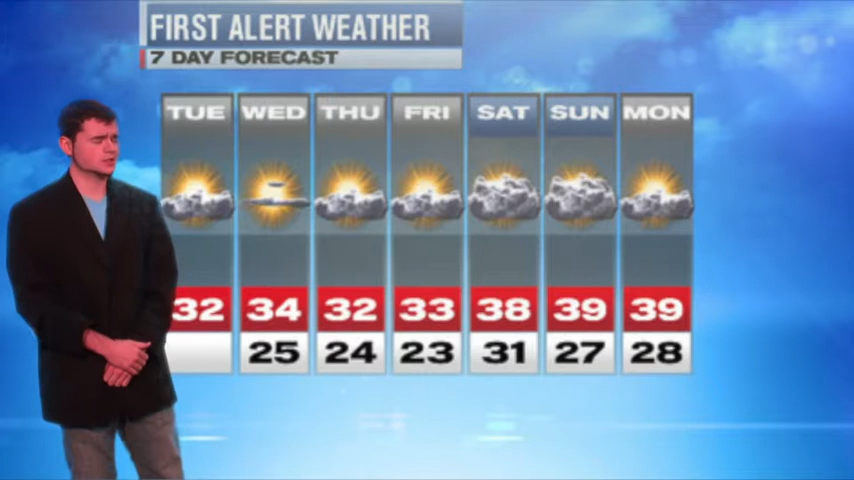 FIRST ALERT WEATHER
7 DAY FORECAST
TUE WED THU FRI SAT SUN MON
32 34 32 33 38 39 39
25 24 23 31 27 28